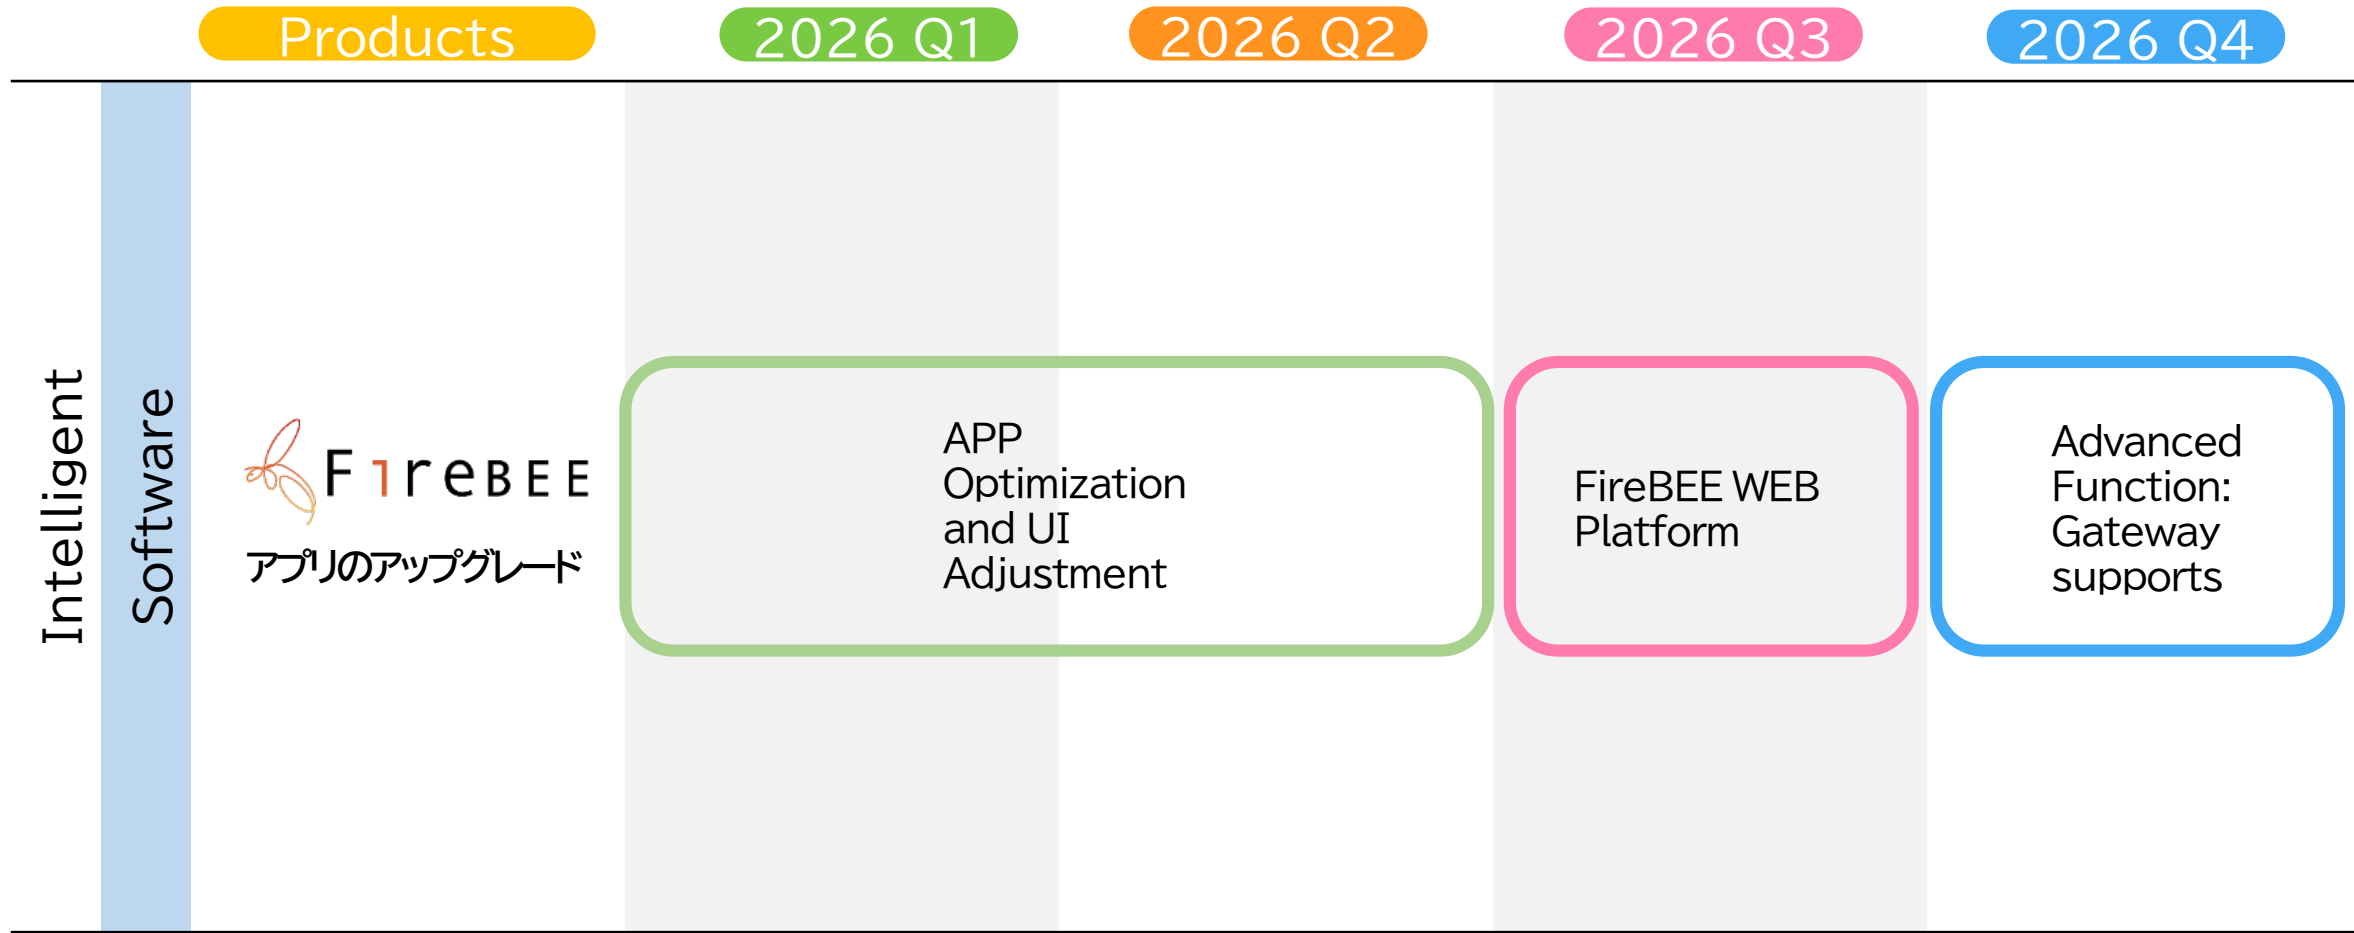 Products
2026 Q1
2026 Q2
2026 Q3
2026 Q4
Intelligent
Software
FireBEE
アプリのアップグレード
APP
Optimization
and UI
Adjustment
FireBEE WEB
Platform
Advanced
Function:
Gateway
supports